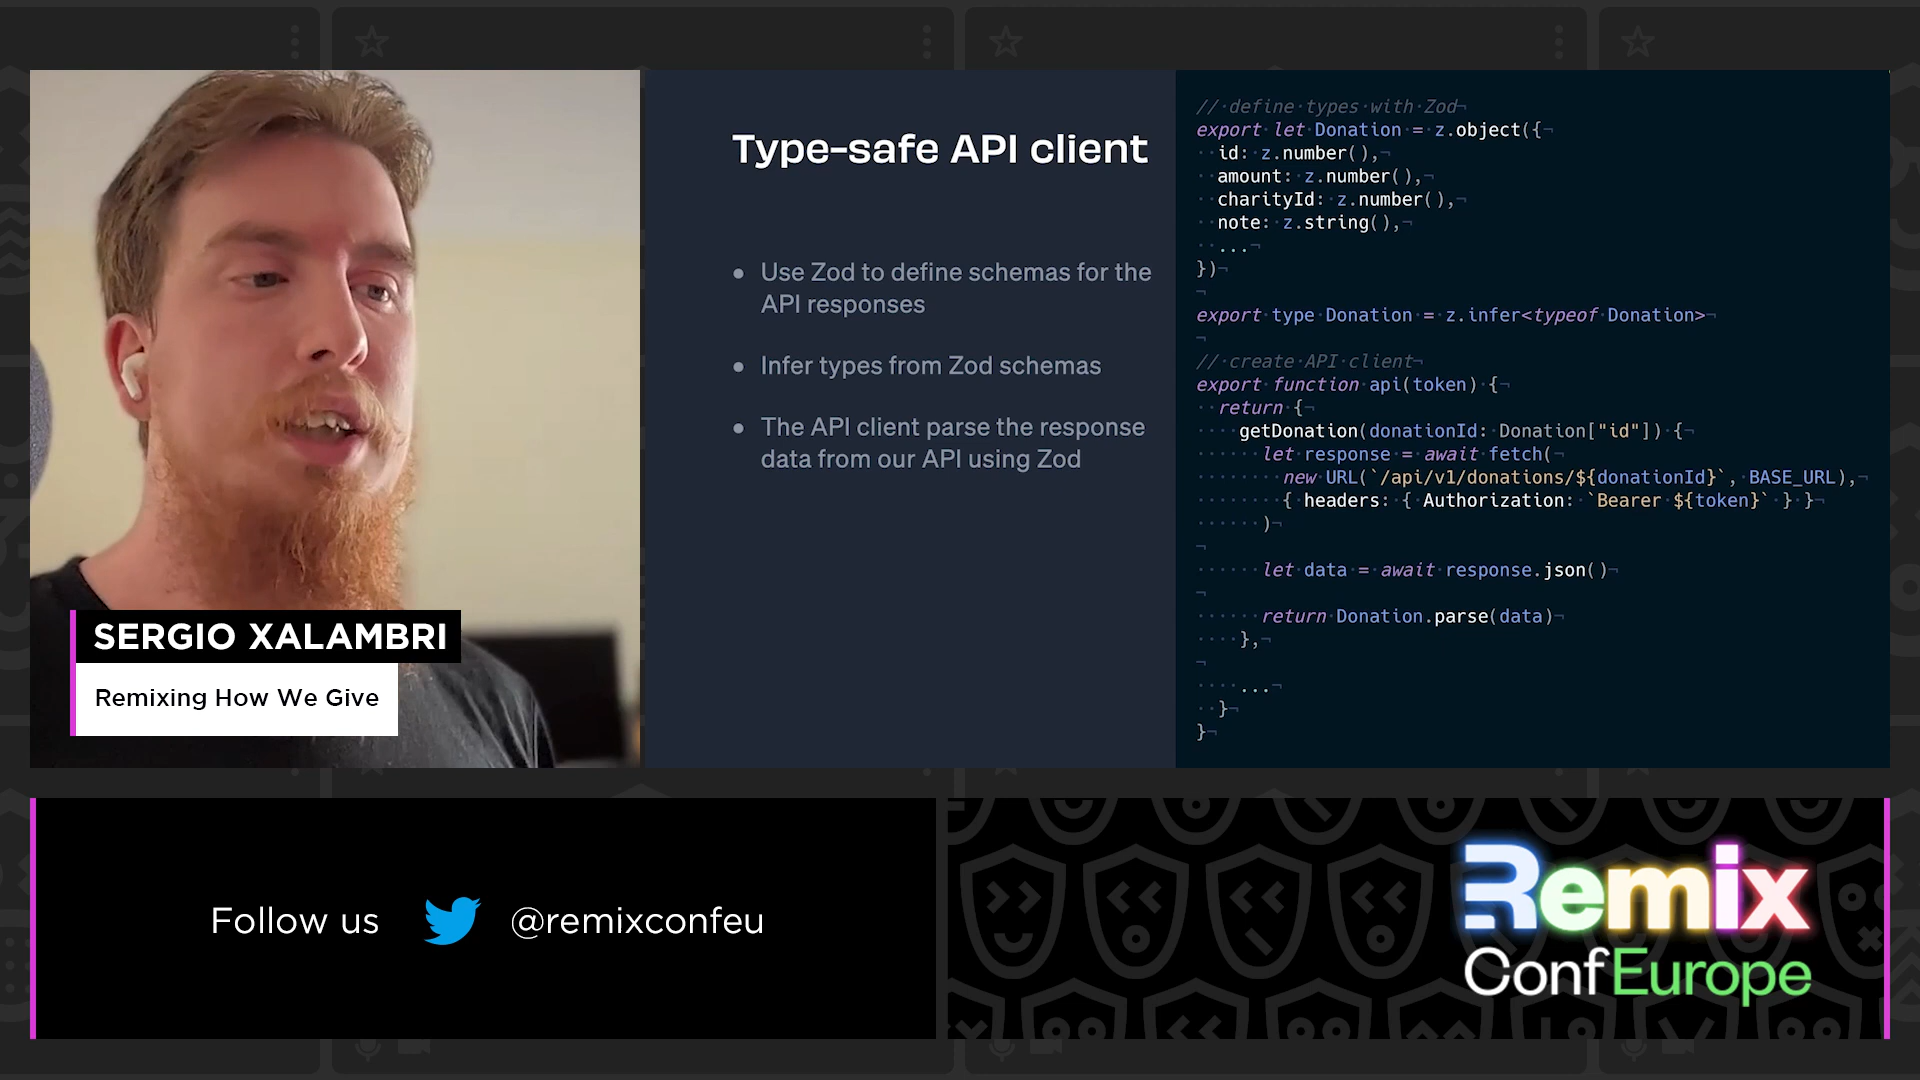 Type-safe API client
Use Zod to define schemas for the
API responses
Infer types from Zod schemas
The API client parse the response
data from our API using Zod
// define types with Zod
export let Donation = z.object({
  id: z.number(),
  amount: z.number(),
  charityId: z.number(),
  note: z.string(),
  ...
})
export type Donation = z.infer<typeof Donation>
// create API client
export function api(token) {
  return {
    getDonation(donationId: Donation["id"]) {
      let response = await fetch(
        new URL(`/api/v1/donations/${donationId}`, BASE_URL),
        { headers: { Authorization: `Bearer ${token}` } }
      )
      let data = await response.json()
      return Donation.parse(data)
    },
    ...
  }
}
SERGIO XALAMBRI
Remixing How We Give
Follow us @remixconfeu
Remix
Conf Europe